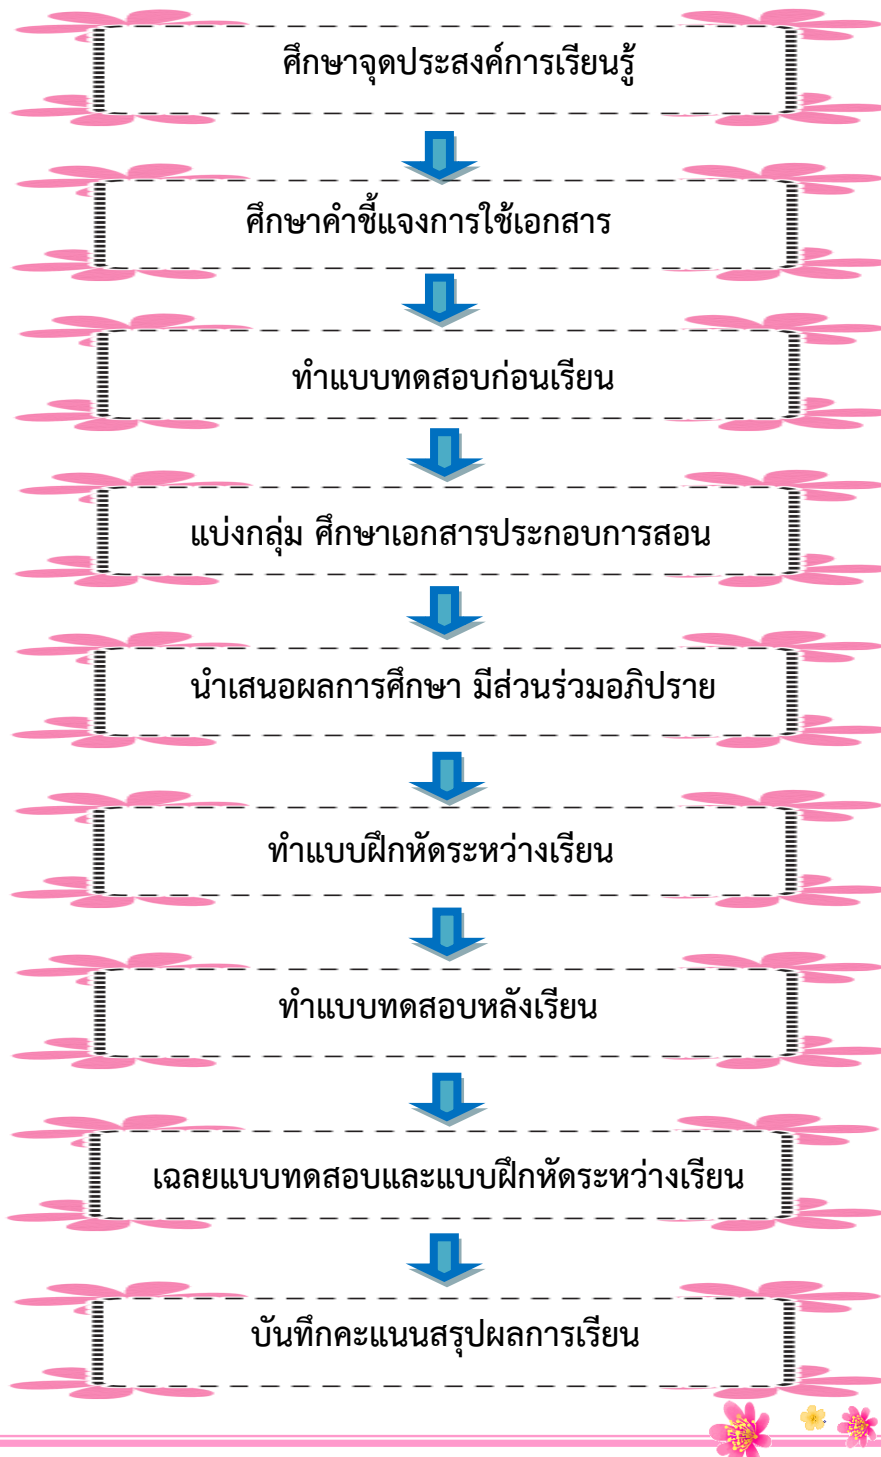 ศึกษาจุดประสงค์การเรียนรู้
ศึกษาคำชี้แจงการใช้เอกสาร
ทำแบบทดสอบก่อนเรียน
แบ่งกลุ่ม ศึกษาเอกสารประกอบการสอน
นำเสนอผลการศึกษา มีส่วนร่วมอภิปราย
ทำแบบฝึกหัดระหว่างเรียน
ทำแบบทดสอบหลังเรียน
เฉลยแบบทดสอบและแบบฝึกหัดระหว่างเรียน
บันทึกคะแนนสรุปผลการเรียน